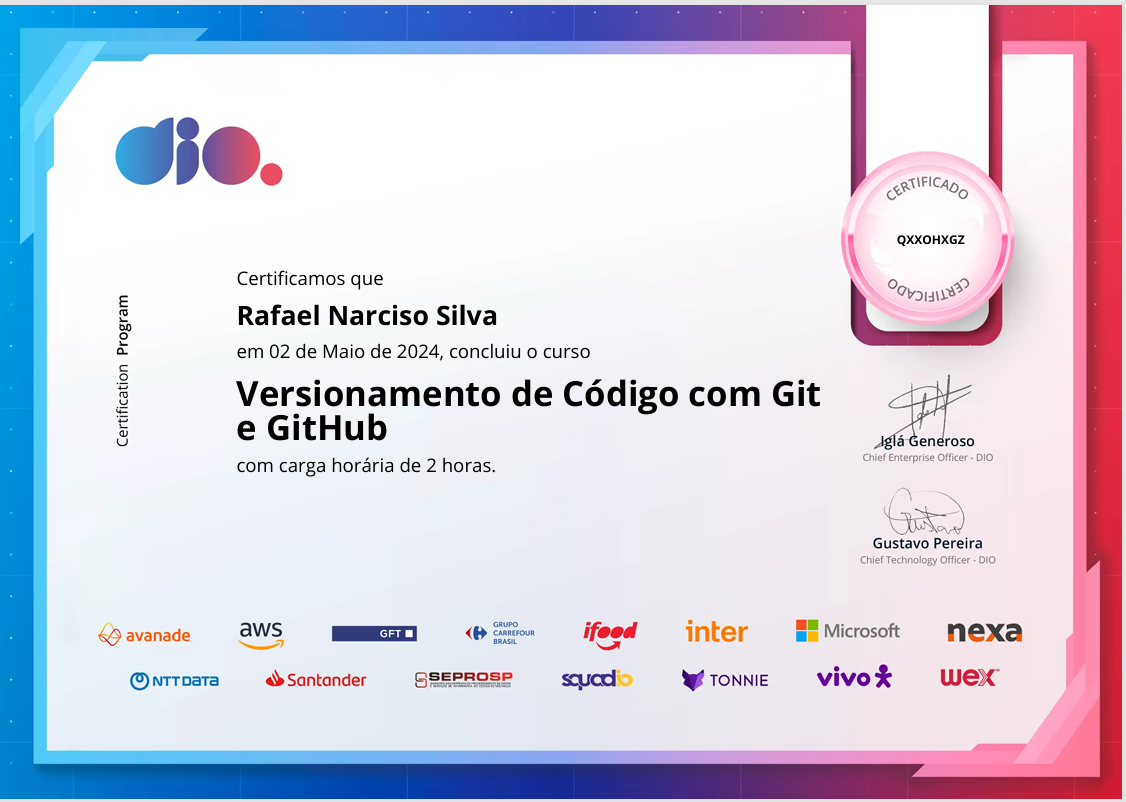 dio.
CERTIFICADO
QXXOHXGZ
CERTIFICADO
Certification Program
Certificamos que
Rafael Narciso Silva
em 02 de Maio de 2024, concluiu o curso
Versionamento de Código com Git
e GitHub
com carga horária de 2 horas.
Iglá Generoso
Chief Enterprise Officer - DIO
Gustavo Pereira
Chief Technology Officer - DIO
avanade
aws
GFT
GRUPO
CARREFOUR
BRASIL
ifood
inter
Microsoft
nexa
NTT DATA
Santander
SEPROSP
squadio
TONNIE
vivo
wex